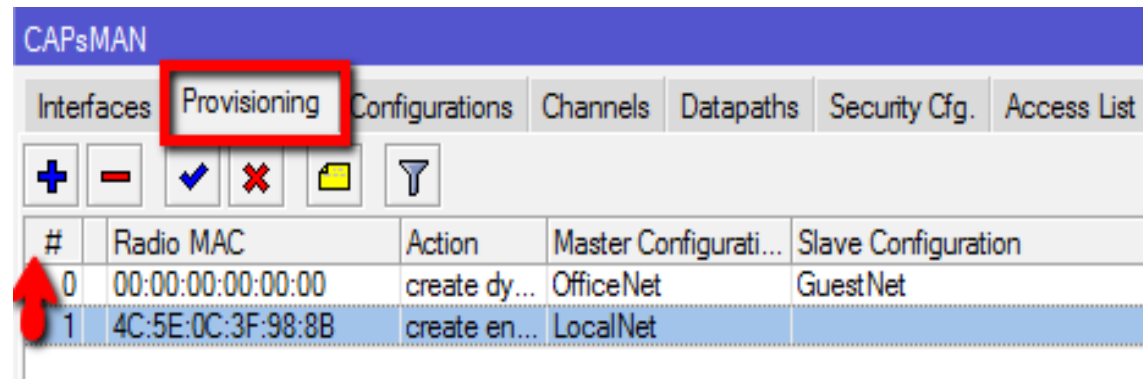 CAPsMAN
Interfaces Provisioning Configurations Channels Datapaths Security Cfg. Access List
# Radio MAC Action Master Configurati... Slave Configurat
0 00:00:00:00:00:00 create dy... OfficeNet GuestNet
1 4C:5E:0C:3F:98:8B create en... LocalNet